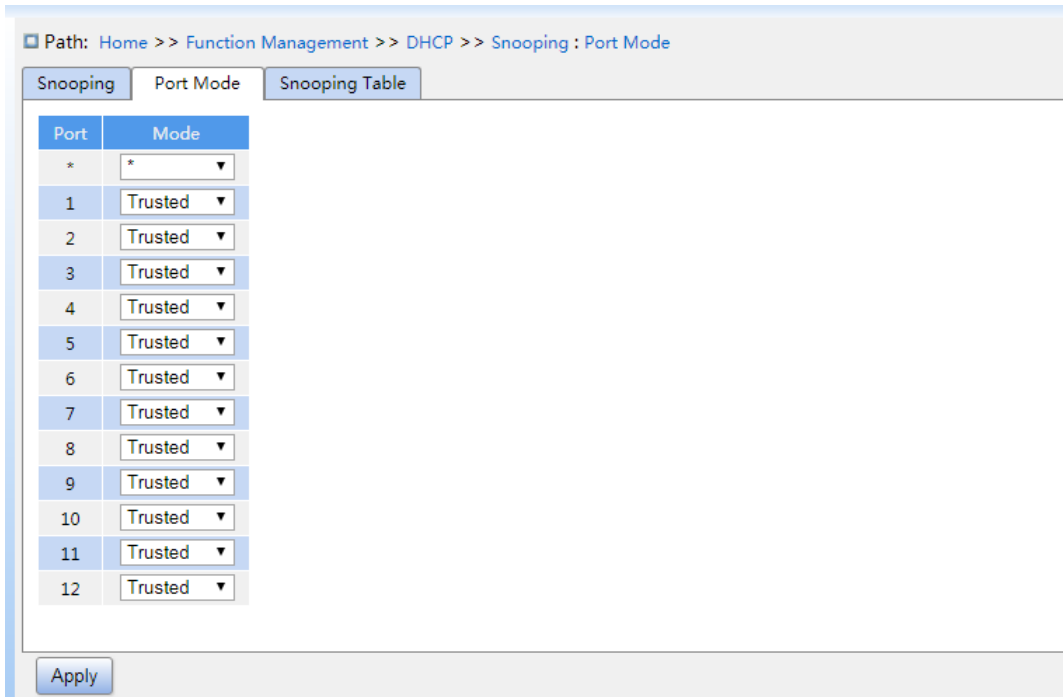 Path: Home >> Function Management >> DHCP >> Snooping : Port Mode
Snooping Port Mode Snooping Table
Port Mode
* *
1 Trusted
2 Trusted
3 Trusted
4 Trusted
5 Trusted
6 Trusted
7 Trusted
8 Trusted
9 Trusted
10 Trusted
11 Trusted
12 Trusted
Apply